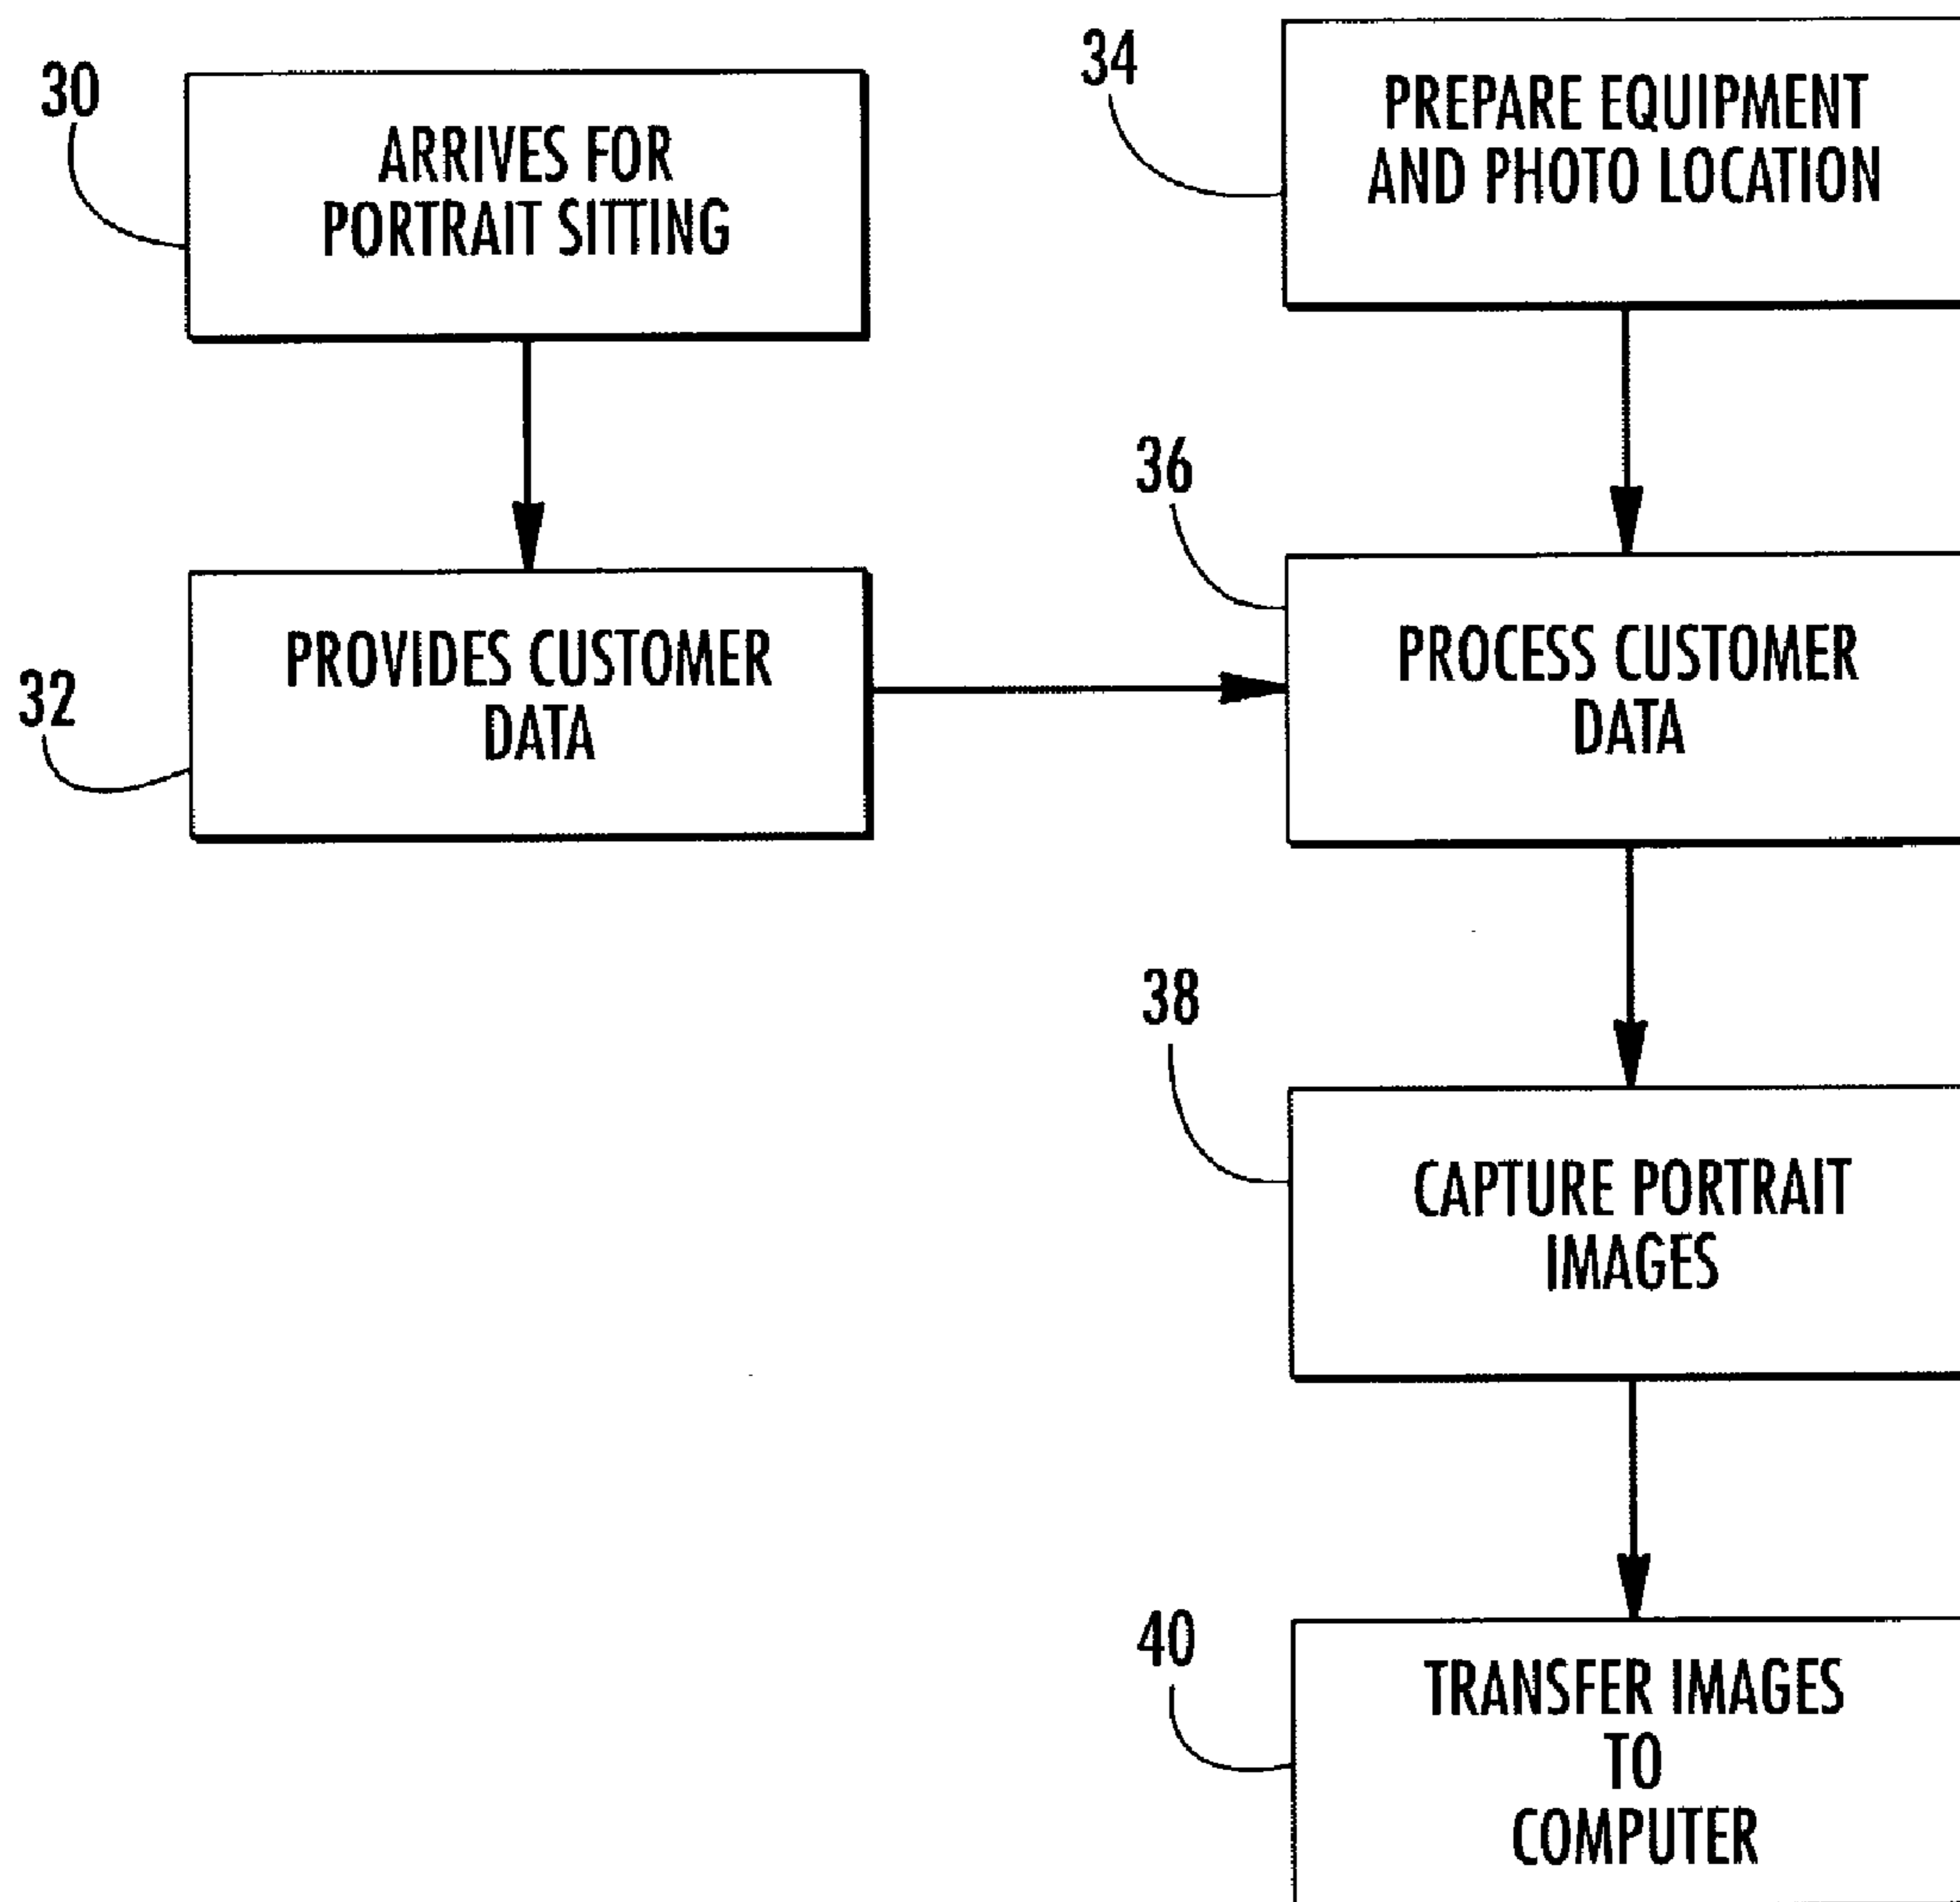 30
ARRIVES FOR
PORTRAIT SITTING
32
PROVIDES CUSTOMER
DATA
34
PREPARE EQUIPMENT
AND PHOTO LOCATION
36
PROCESS CUSTOMER
DATA
38
CAPTURE PORTRAIT
IMAGES
40
TRANSFER IMAGES
TO
COMPUTER